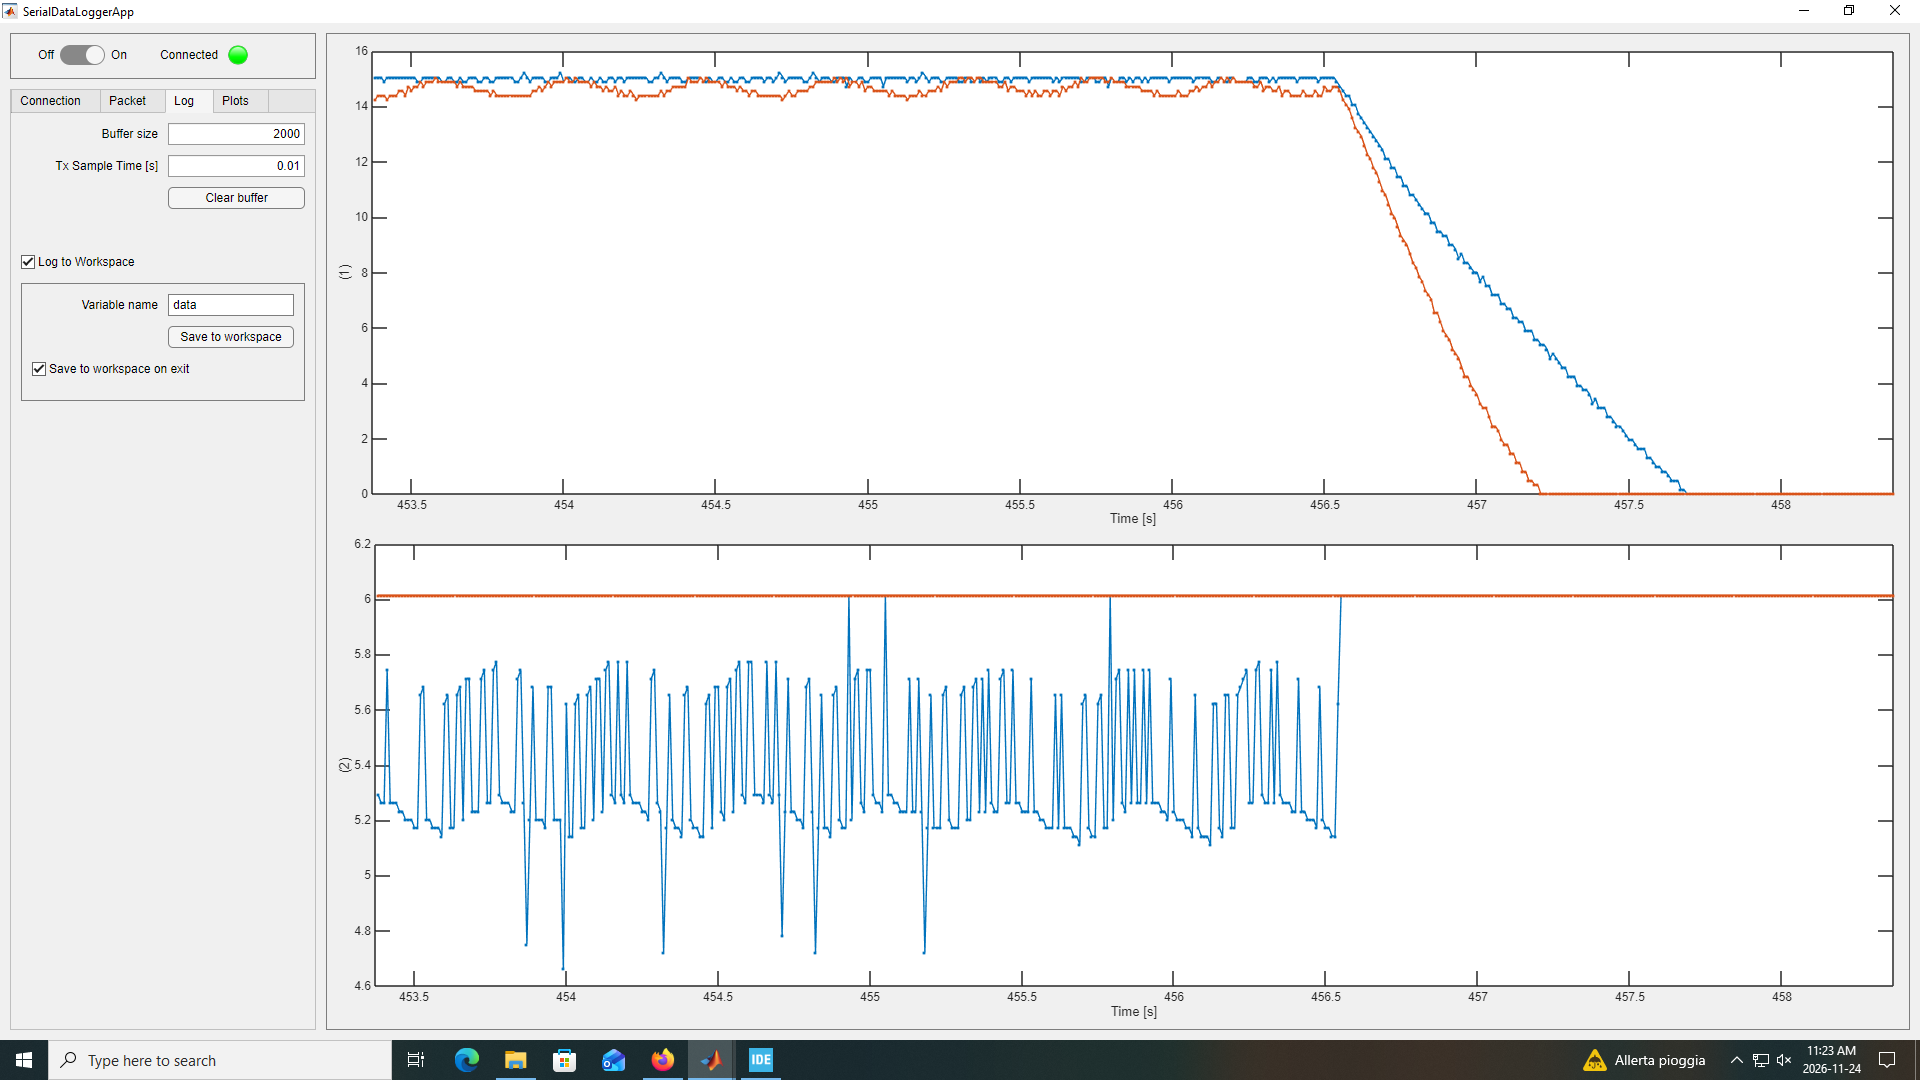 SerialDataLoggerApp
Off On Connected
Connection Packet Log Plots
Buffer size 2000
Tx Sample Time [s] 0.01
Clear buffer
Log to Workspace
Variable name data
Save to workspace
Save to workspace on exit
16
14
12
10
8
6
4
2
0
(1)
453.5 454 454.5 455 455.5 456 456.5 457 457.5 458
Time [s]
6.2
6
5.8
5.6
5.4
5.2
5
4.8
4.6
(2)
453.5 454 454.5 455 455.5 456 456.5 457 457.5 458
Time [s]
Type here to search
IDE
Allerta pioggia
11:23 AM
2026-11-24